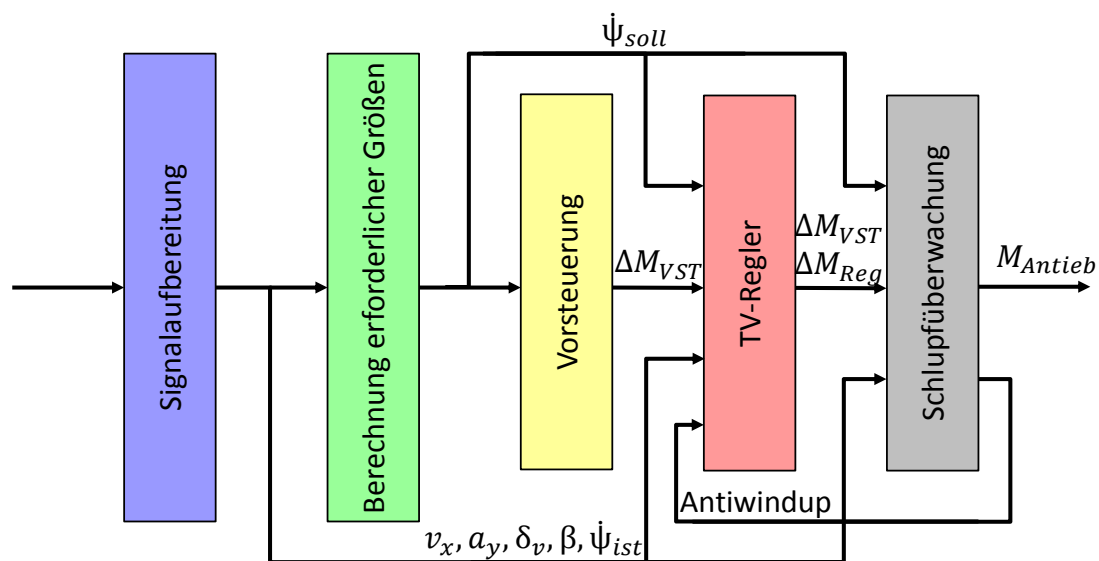 ψ̇_soll
Signalaufbereitung
Berechnung erforderlicher Größen
Vorsteuerung
ΔM_VST
TV-Regler
ΔM_VST
ΔM_Reg
Schlupfüberwachung
M_Antieb
Antiwindup
v_x, a_y, δ_v, β, ψ̇_ist